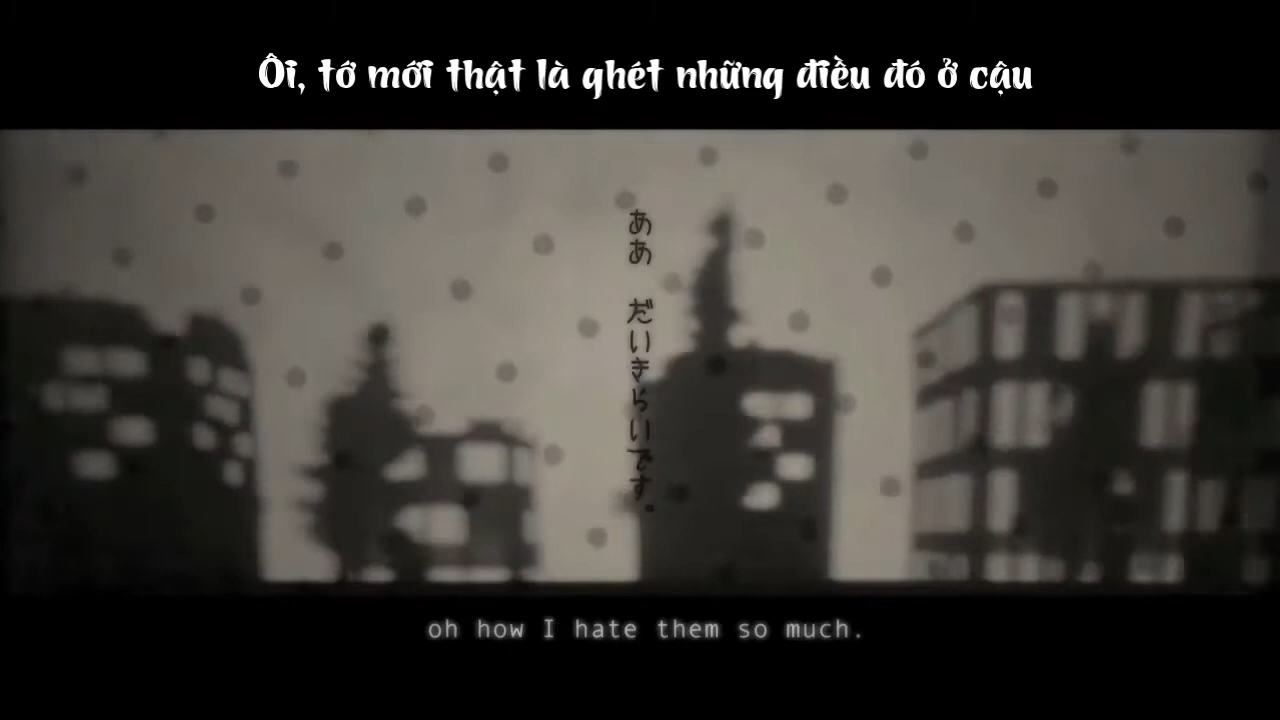 Ôi, tớ mới thật là ghét những điều đó ở cậu
ああ だいきらいです。
oh how I hate them so much.